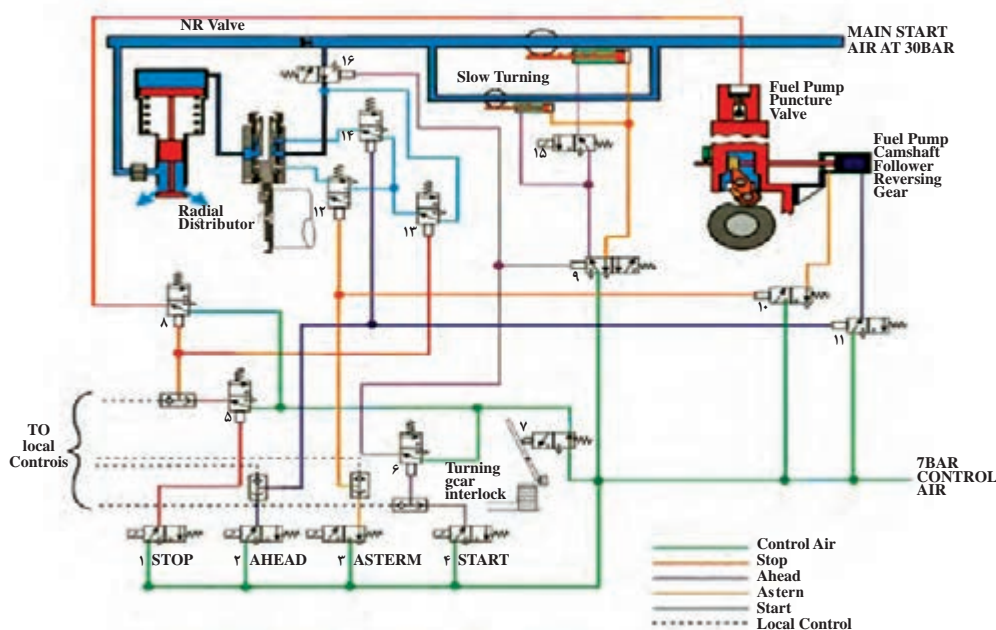 NR Valve
MAIN START
AIR AT 30BAR
۱۶
Slow Turning
Fuel Pump
Puncture
Valve
Fuel Pump
Camshaft
Follower
Reversing
Gear
۱۴
۱۵
Radial
Distributor
۱۲
۱۳
۹
۱۰
۱۱
۸
۵
TO
local
Controis
۶
۷
Turning
gcar
interlock
7BAR
CONTROL
AIR
۱ STOP
۲ AHEAD
۳ ASTERM
۴ START
Control Air
Stop
Ahead
Astern
Start
Local Control